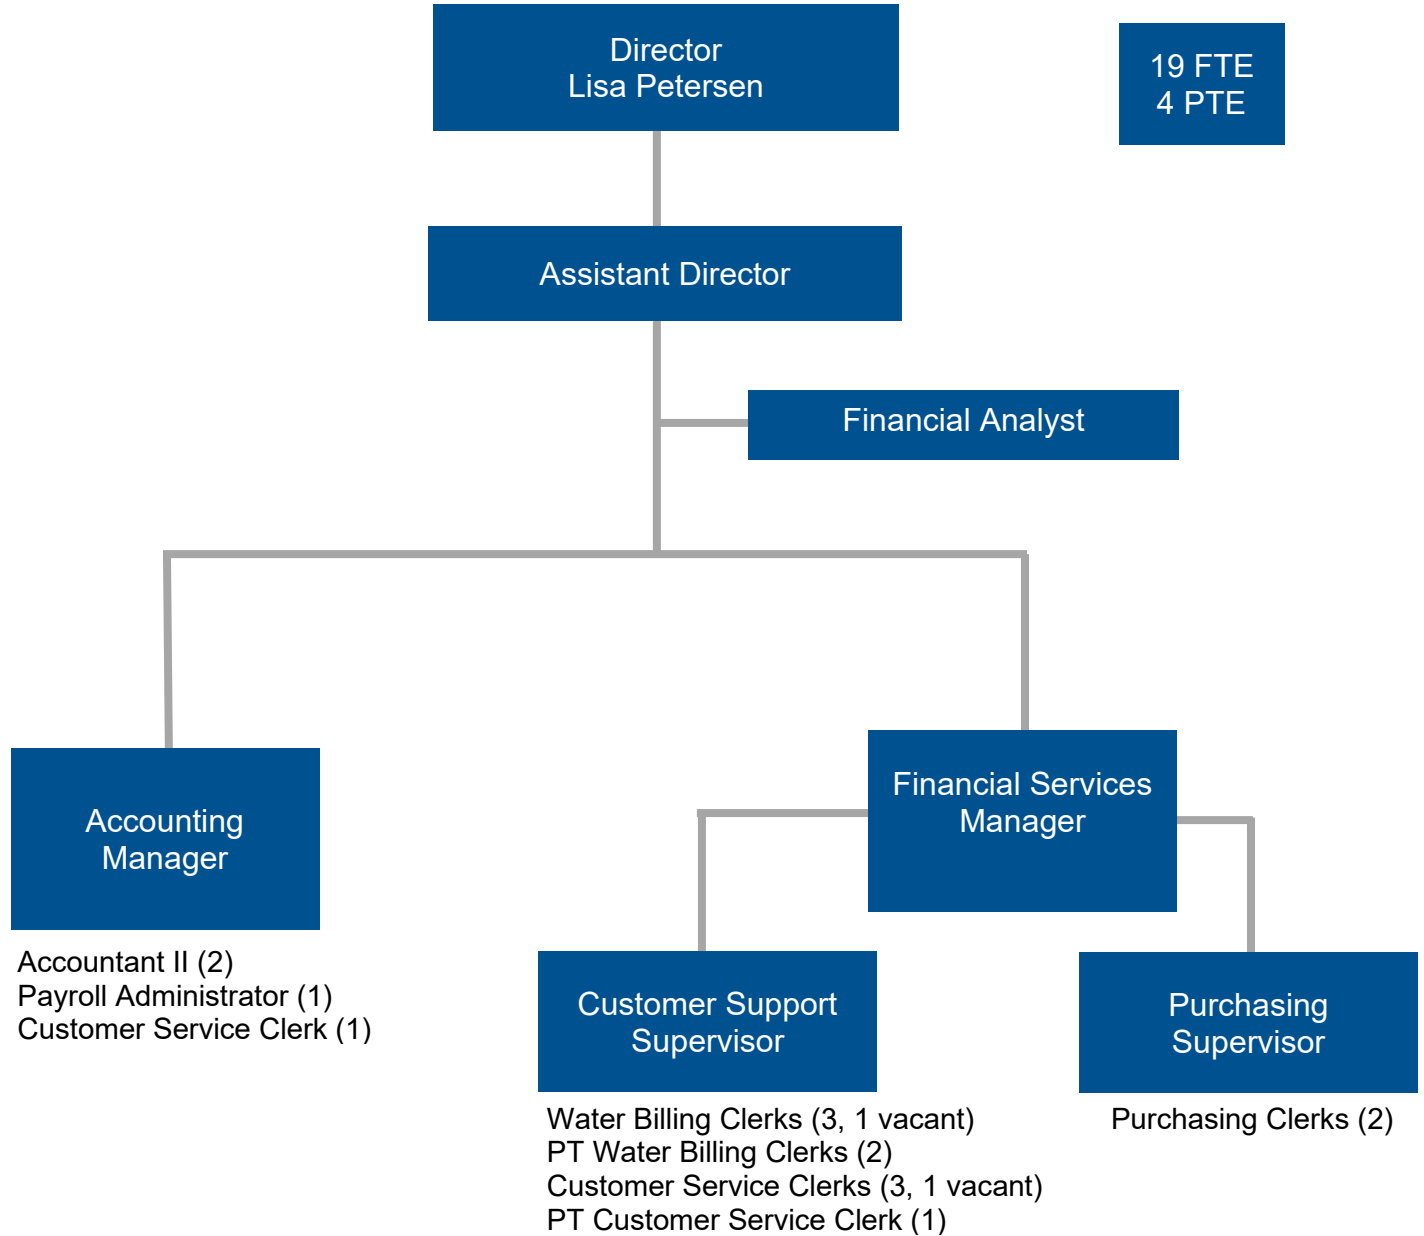 Director
Lisa Petersen
19 FTE
4 PTE
Assistant Director
Financial Analyst
Financial Services
Manager
Accounting
Manager
Accountant II (2)
Payroll Administrator (1)
Customer Service Clerk (1)
Customer Support
Supervisor
Water Billing Clerks (3, 1 vacant)
PT Water Billing Clerks (2)
Customer Service Clerks (3, 1 vacant)
PT Customer Service Clerk (1)
Purchasing
Supervisor
Purchasing Clerks (2)